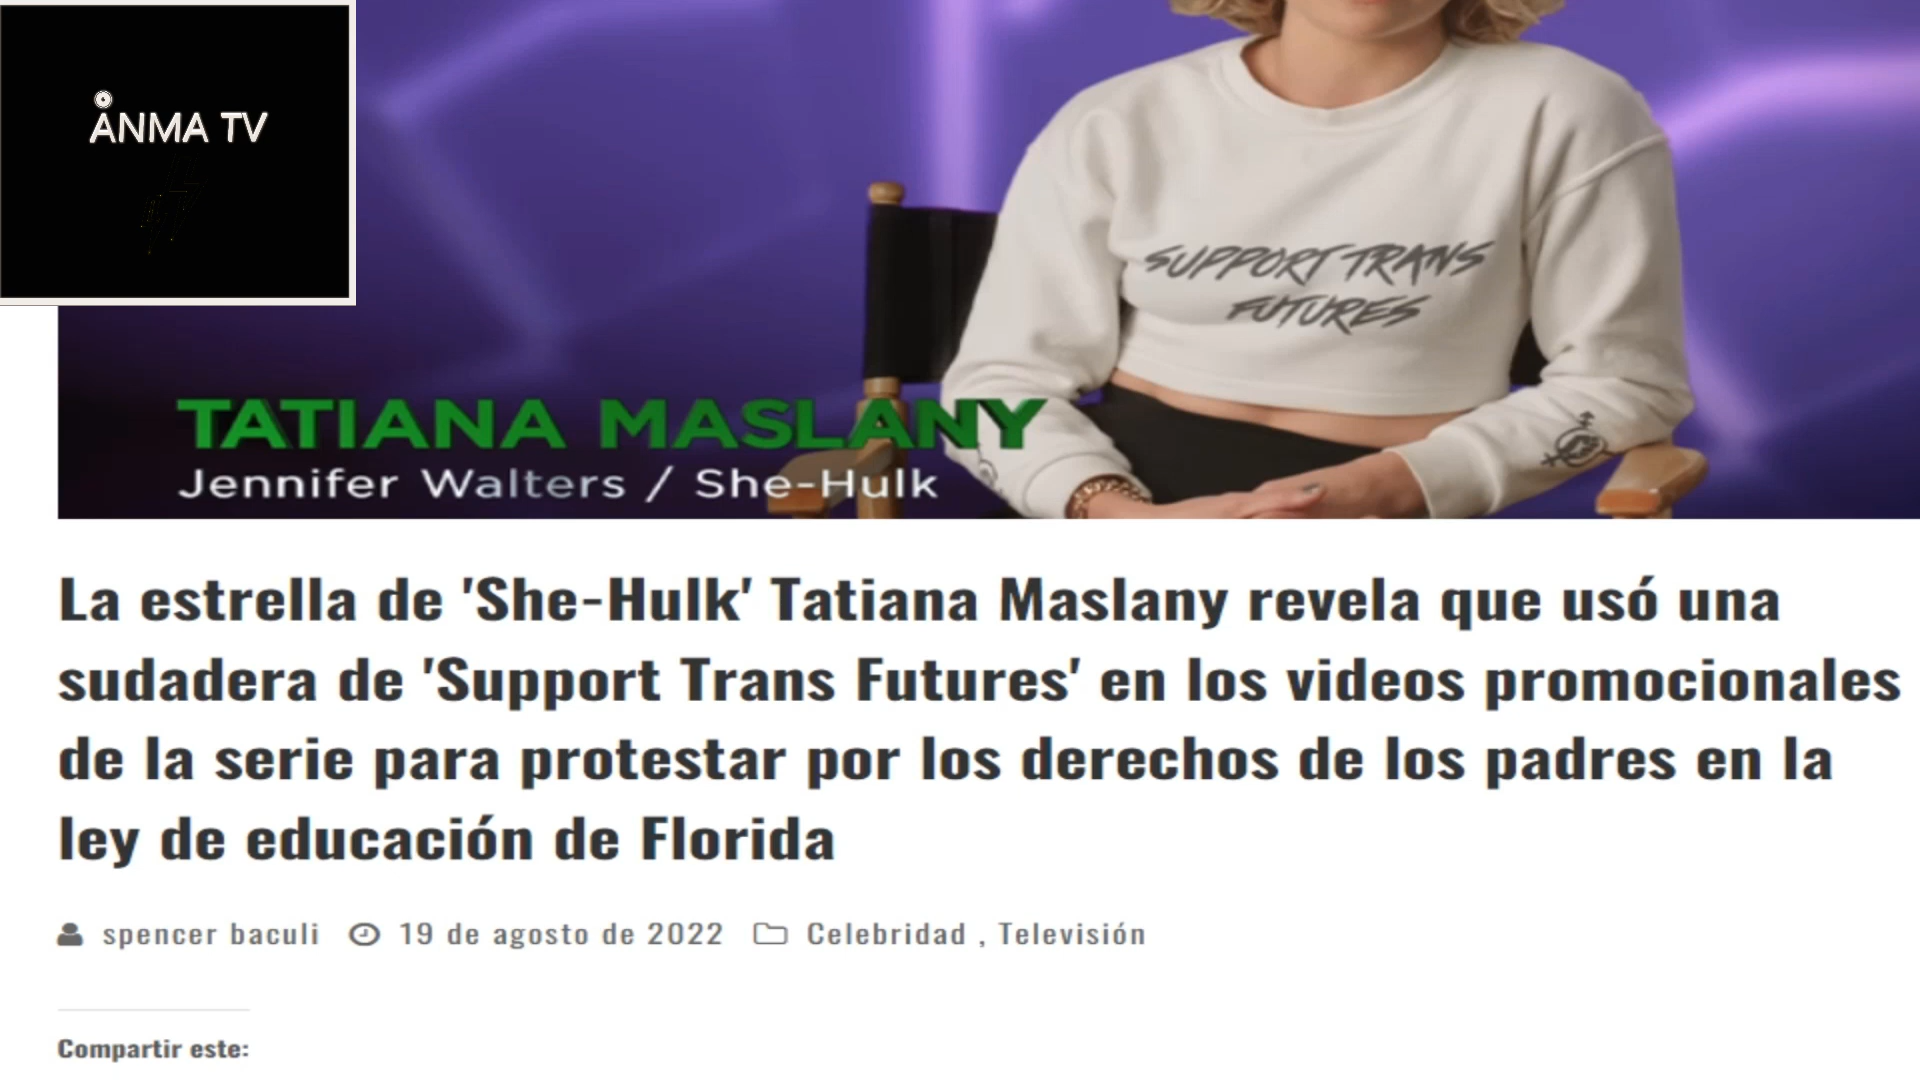 ANMA TV
SUPPORT TRANS
FUTURES
TATIANA MASLANY
Jennifer Walters / She-Hulk
La estrella de 'She-Hulk' Tatiana Maslany revela que usó una
sudadera de 'Support Trans Futures' en los videos promocionales
de la serie para protestar por los derechos de los padres en la
ley de educación de Florida
spencer baculi 19 de agosto de 2022 Celebridad , Televisión
Compartir este: